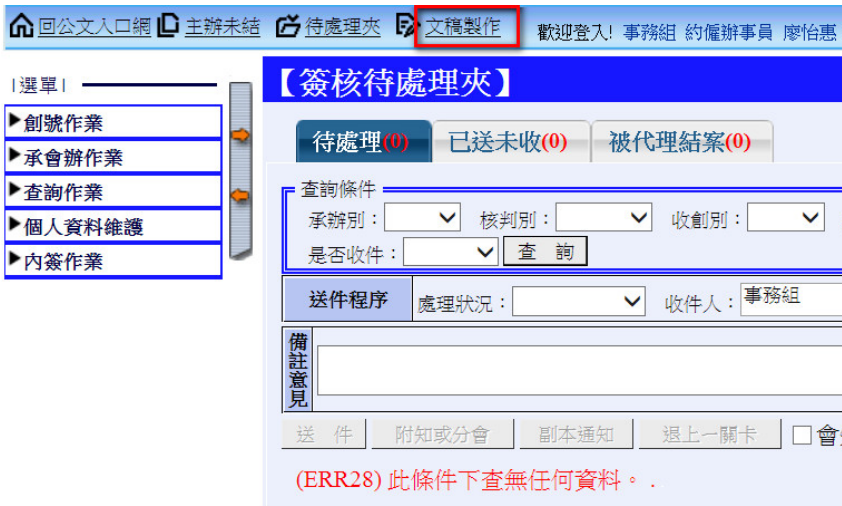 回公文入口網 主辦未結 待處理夾 文稿製作 歡迎登入! 事務組 約僱辦事員 廖怡惠
|選單|
▶創號作業
▶承會辦作業
▶查詢作業
▶個人資料維護
▶內簽作業
【簽核待處理夾】
待處理(0) 已送未收(0) 被代理結案(0)
查詢條件
承辦別： 核判別： 收創別：
是否收件： 查 詢
送件程序 處理狀況： 收件人： 事務組
備註意見
送 件 附知或分會 副本通知 退上一關卡 會
(ERR28) 此條件下查無任何資料。.